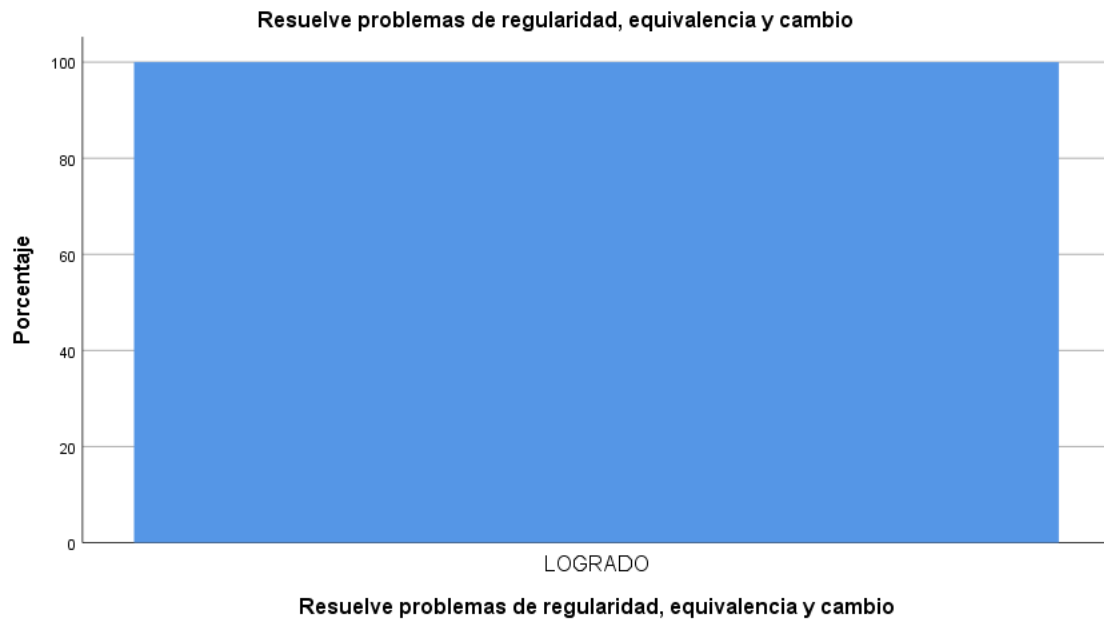 Resuelve problemas de regularidad, equivalencia y cambio
100
80
60
40
20
0
Porcentaje
LOGRADO
Resuelve problemas de regularidad, equivalencia y cambio